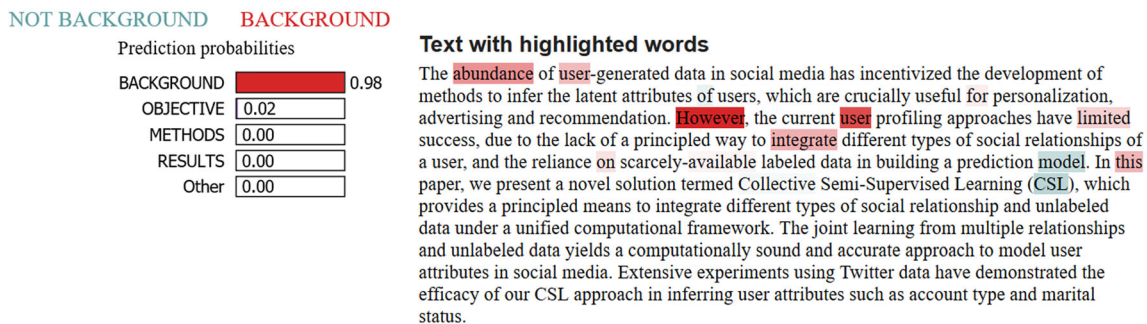 NOT BACKGROUND BACKGROUND
Prediction probabilities
BACKGROUND 0.98
OBJECTIVE 0.02
METHODS 0.00
RESULTS 0.00
Other 0.00
Text with highlighted words
The abundance of user-generated data in social media has incentivized the development of
methods to infer the latent attributes of users, which are crucially useful for personalization,
advertising and recommendation. However, the current user profiling approaches have limited
success, due to the lack of a principled way to integrate different types of social relationships of
a user, and the reliance on scarcely-available labeled data in building a prediction model. In this
paper, we present a novel solution termed Collective Semi-Supervised Learning (CSL), which
provides a principled means to integrate different types of social relationship and unlabeled
data under a unified computational framework. The joint learning from multiple relationships
and unlabeled data yields a computationally sound and accurate approach to model user
attributes in social media. Extensive experiments using Twitter data have demonstrated the
efficacy of our CSL approach in inferring user attributes such as account type and marital
status.